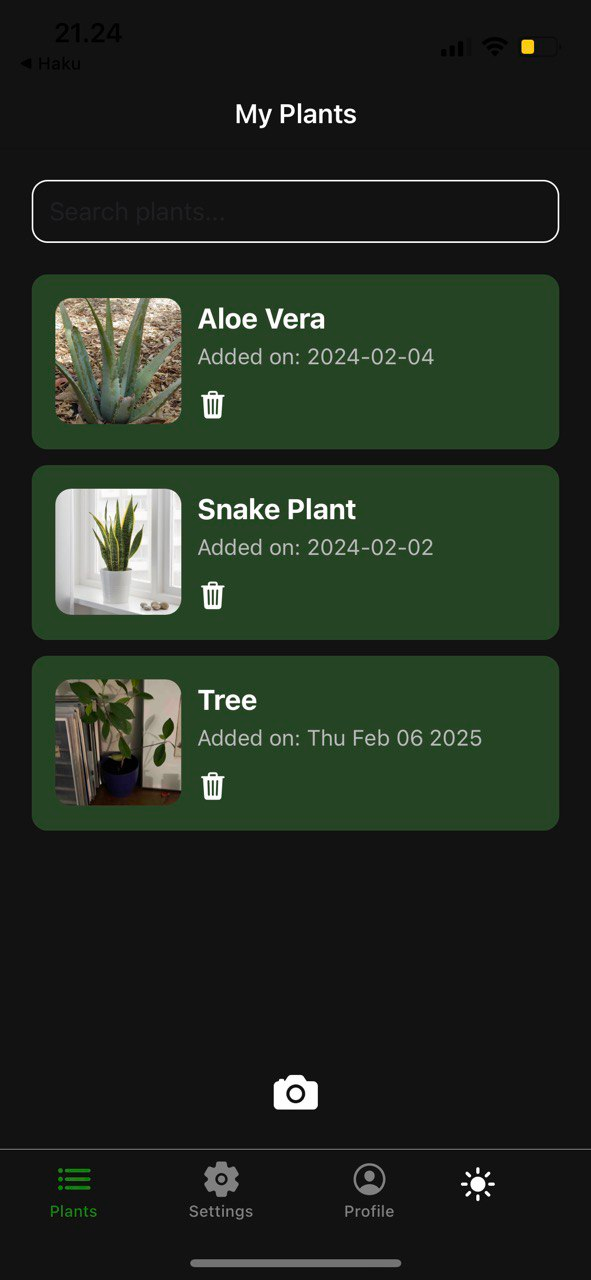 21.24
◀ Haku
My Plants
Search plants...
Aloe Vera
Added on: 2024-02-04
Snake Plant
Added on: 2024-02-02
Tree
Added on: Thu Feb 06 2025
Plants
Settings
Profile